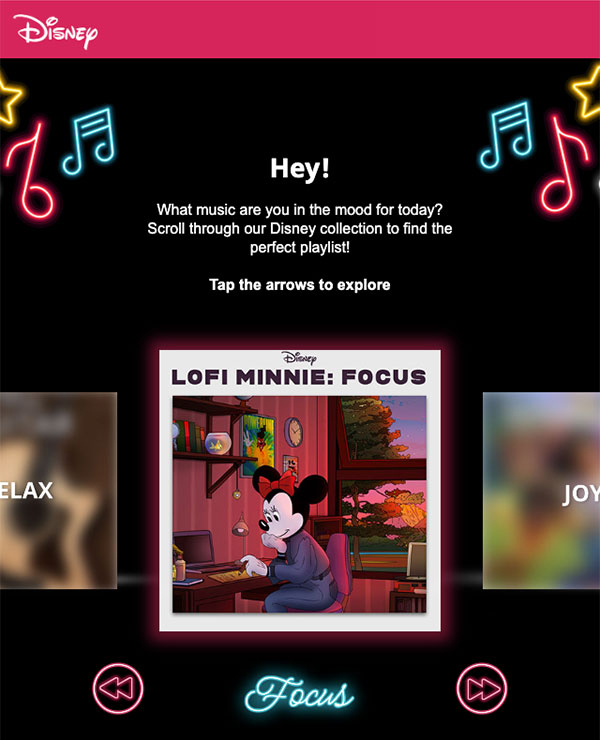 Disney
Hey!
What music are you in the mood for today?
Scroll through our Disney collection to find the
perfect playlist!
Tap the arrows to explore
Disney
LOFI MINNIE: FOCUS
ELAX
JOY
Focus